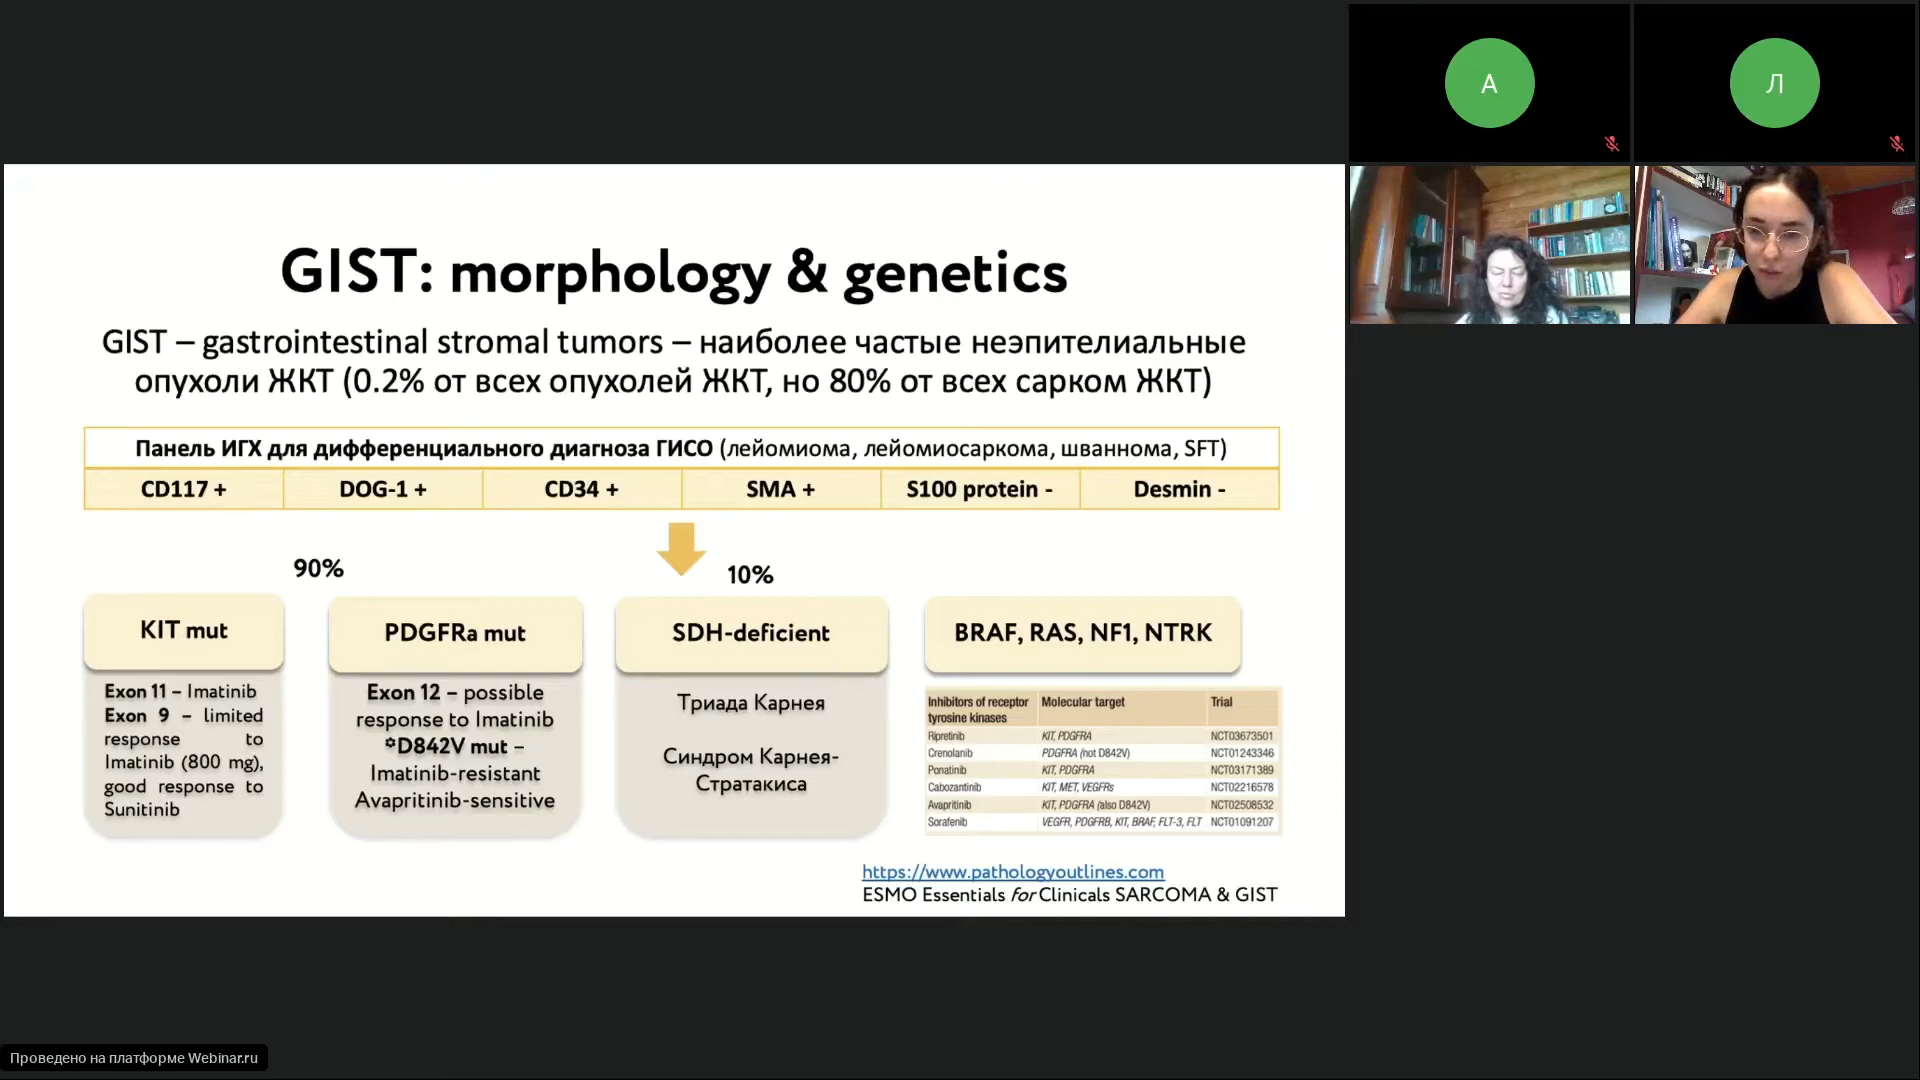 А
Л
GIST: morphology & genetics
GIST – gastrointestinal stromal tumors – наиболее частые неэпителиальные
опухоли ЖКТ (0.2% от всех опухолей ЖКТ, но 80% от всех сарком ЖКТ)
Панель ИГХ для дифференциального диагноза ГИСО (лейомиома, лейомиосаркома, шваннома, SFT)
CD117 + DOG-1 + CD34 + SMA + S100 protein - Desmin -
90%
10%
KIT mut
Exon 11 – Imatinib
Exon 9 – limited
response to
Imatinib (800 mg),
good response to
Sunitinib
PDGFRa mut
Exon 12 – possible
response to Imatinib
*D842V mut –
Imatinib-resistant
Avapritinib-sensitive
SDH-deficient
Триада Карнея
Синдром Карнея-
Стратакиса
BRAF, RAS, NF1, NTRK
Inhibitors of receptor
tyrosine kinases Molecular target Trial
Ripretinib KIT, PDGFRA NCT03673501
Crenolanib PDGFRA (not D842V) NCT01243346
Ponatinib KIT, PDGFRA NCT03171389
Cabozantinib KIT, MET, VEGFRs NCT02216578
Avapritinib KIT, PDGFRA (also D842V) NCT02508532
Sorafenib VEGFR, PDGFRB, KIT, BRAF, FLT-3, FLT NCT01091207
https://www.pathologyoutlines.com
ESMO Essentials for Clinicals SARCOMA & GIST
Проведено на платформе Webinar.ru